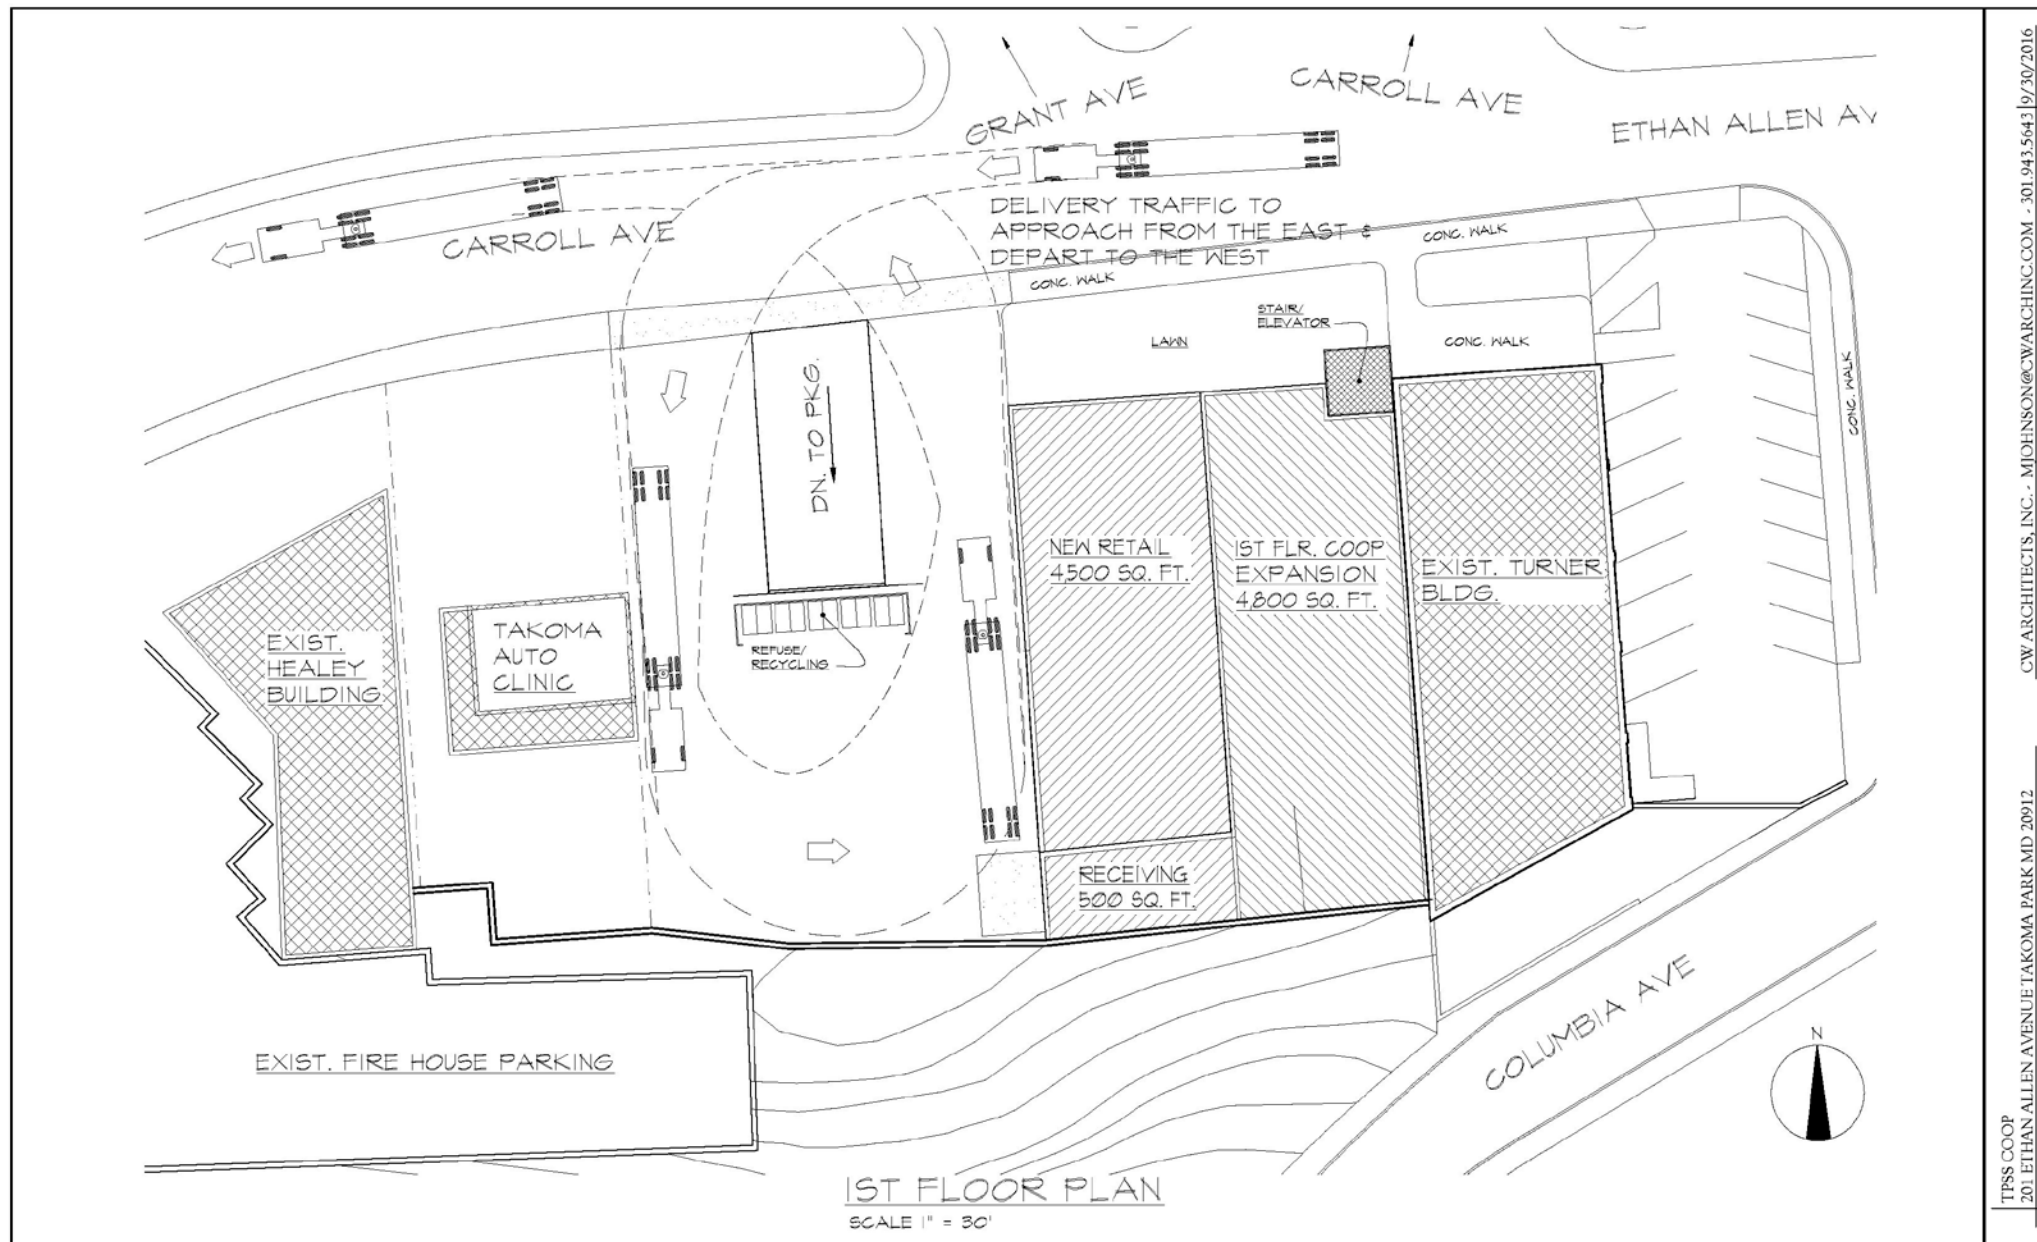 GRANT AVE
CARROLL AVE
ETHAN ALLEN AV
CARROLL AVE
DELIVERY TRAFFIC TO
APPROACH FROM THE EAST &
DEPART TO THE WEST
CONC. WALK
CONC. WALK
STAIR/
ELEVATOR
LAWN
CONC. WALK
CONC. WALK
DN. TO PKG.
NEW RETAIL
4,500 SQ. FT.
1ST FLR. COOP
EXPANSION
4,800 SQ. FT.
EXIST. TURNER
BLDG.
EXIST.
HEALEY
BUILDING
TAKOMA
AUTO
CLINIC
REFUSE/
RECYCLING
RECEIVING
500 SQ. FT.
EXIST. FIRE HOUSE PARKING
COLUMBIA AVE
N
1ST FLOOR PLAN
SCALE 1" = 30'
CW ARCHITECTS, INC. - MJOHNSON@CWARCHINC.COM - 301.943.5643 | 9/30/2016
TPSS COOP
201 ETHAN ALLEN AVENUE TAKOMA PARK MD 20912